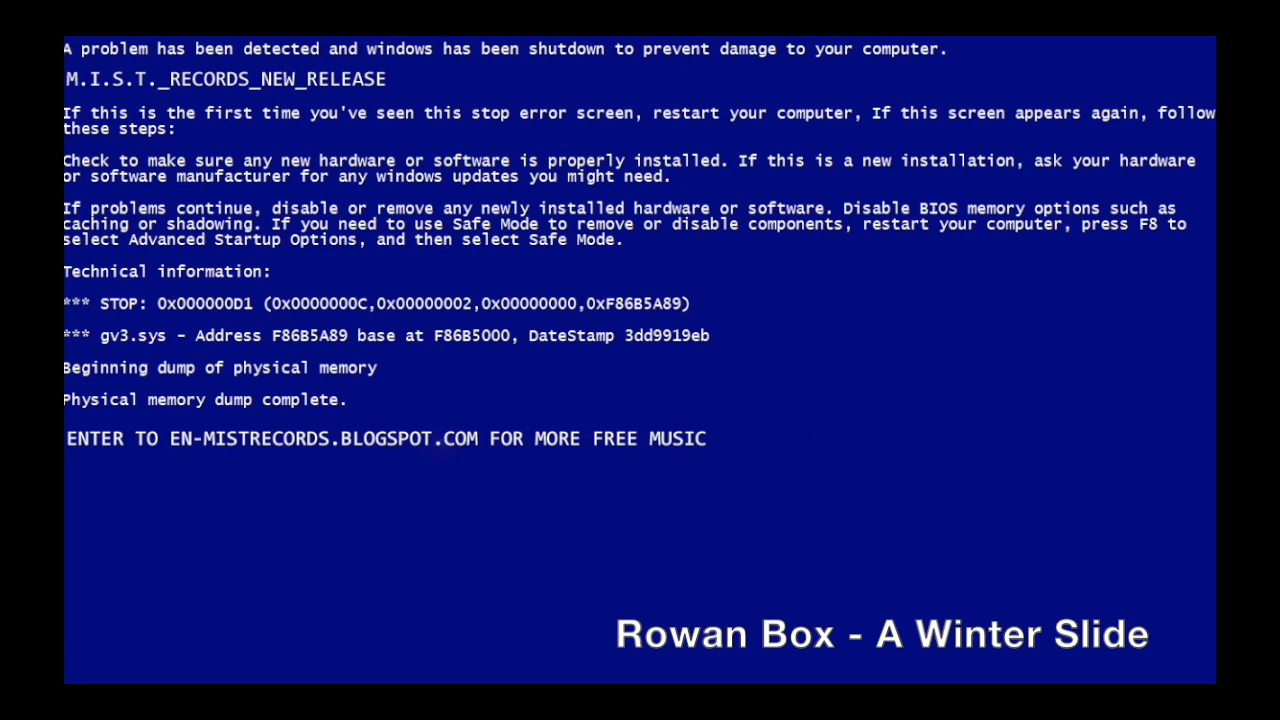 A problem has been detected and windows has been shutdown to prevent damage to your computer.
M.I.S.T._RECORDS_NEW_RELEASE
If this is the first time you've seen this stop error screen, restart your computer, If this screen appears again, follow
these steps:
Check to make sure any new hardware or software is properly installed. If this is a new installation, ask your hardware
or software manufacturer for any windows updates you might need.
If problems continue, disable or remove any newly installed hardware or software. Disable BIOS memory options such as
caching or shadowing. If you need to use Safe Mode to remove or disable components, restart your computer, press F8 to
select Advanced Startup Options, and then select Safe Mode.
Technical information:
*** STOP: 0x000000D1 (0x0000000C,0x00000002,0x00000000,0xF86B5A89)
*** gv3.sys – Address F86B5A89 base at F86B5000, DateStamp 3dd9919eb
Beginning dump of physical memory
Physical memory dump complete.
ENTER TO EN-MISTRECORDS.BLOGSPOT.COM FOR MORE FREE MUSIC
Rowan Box - A Winter Slide